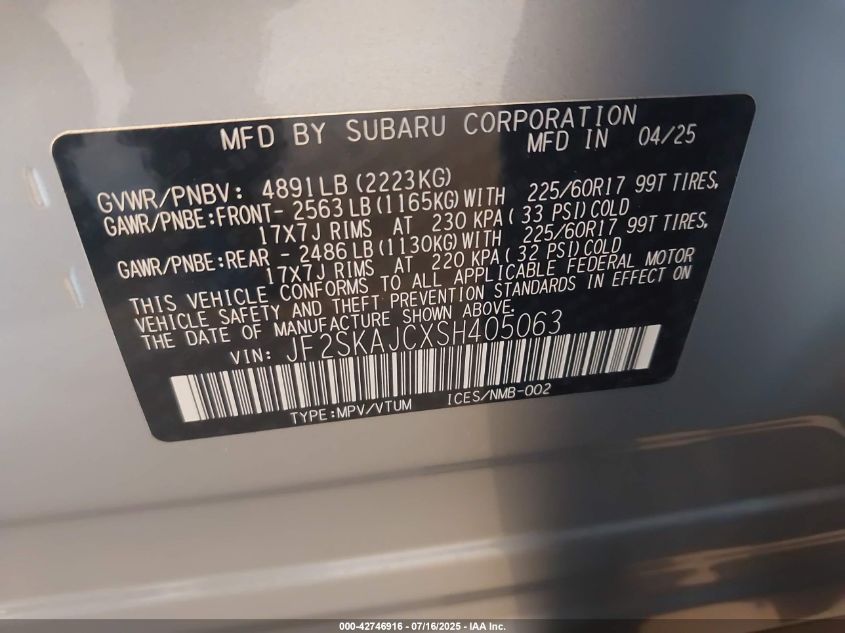 MFD BY SUBARU CORPORATION
MFD IN 04/25
GVWR/PNBV: 4891LB (2223KG)
GAWR/PNBE:FRONT- 2563 LB (1165KG) WITH 225/60R17 99T TIRES,
17X7J RIMS AT 230 KPA ( 33 PSI) COLD
GAWR/PNBE:REAR - 2486 LB (1130KG) WITH 225/60R17 99T TIRES,
17X7J RIMS AT 220 KPA ( 32 PSI) COLD
THIS VEHICLE CONFORMS TO ALL APPLICABLE FEDERAL MOTOR
VEHICLE SAFETY AND THEFT PREVENTION STANDARDS IN EFFECT ON
THE DATE OF MANUFACTURE SHOWN ABOVE.
VIN: JF2SKAJCXSH405063
TYPE:MPV/VTUM ICES/NMB-002
000-42746916 - 07/16/2025 - IAA Inc.